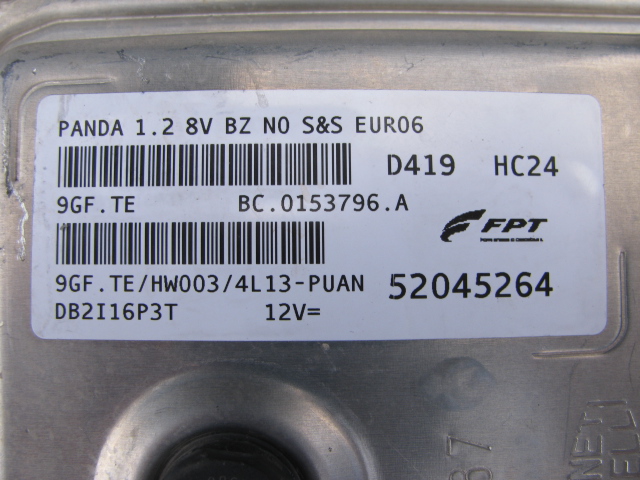 PANDA 1.2 8V BZ NO S&S EURO6
D419 HC24
9GF.TE BC.0153796.A
FPT
9GF.TE/HW003/4L13-PUAN 52045264
DB2I16P3T 12V=